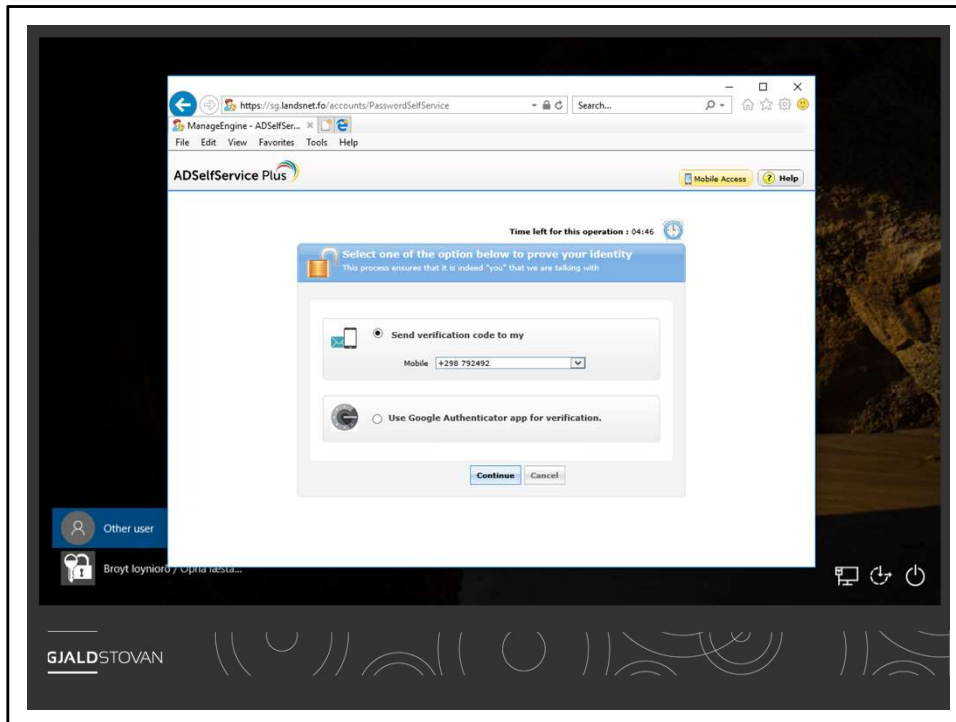 https://sg.landsnet.fo/accounts/PasswordSelfService
Search...
ManageEngine - ADSelfSer...
File Edit View Favorites Tools Help
ADSelfService Plus
Mobile Access
? Help
Time left for this operation : 04:46
Select one of the option below to prove your identity
This process ensures that it is indeed "you" that we are talking with
Send verification code to my
Mobile +298 792492
Use Google Authenticator app for verification.
Continue Cancel
Other user
Broyt loyniorð / Opna læsta...
GJALDSTOVAN